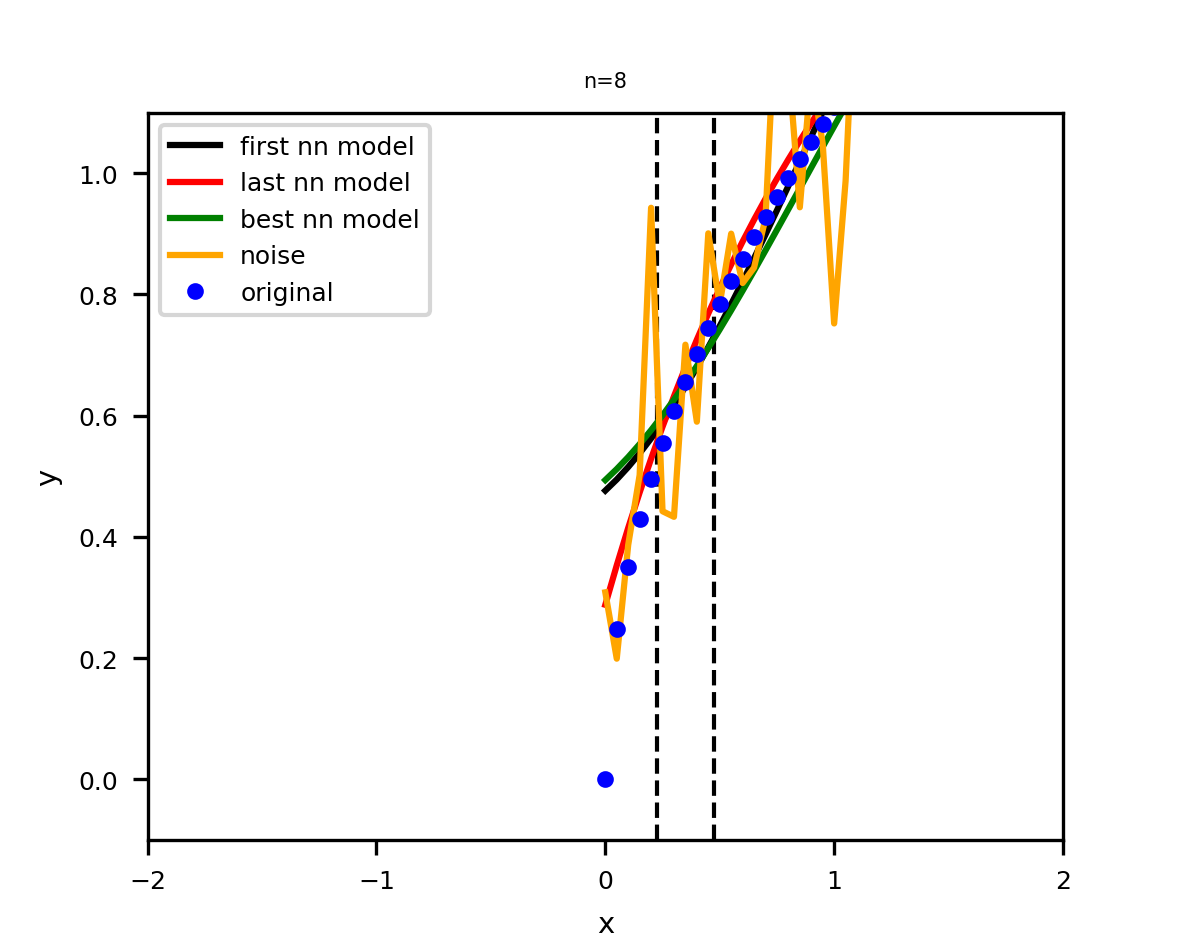 n=8
first nn model
last nn model
best nn model
noise
original
1.0
0.8
0.6
0.4
0.2
0.0
y
−2
−1
0
1
2
x